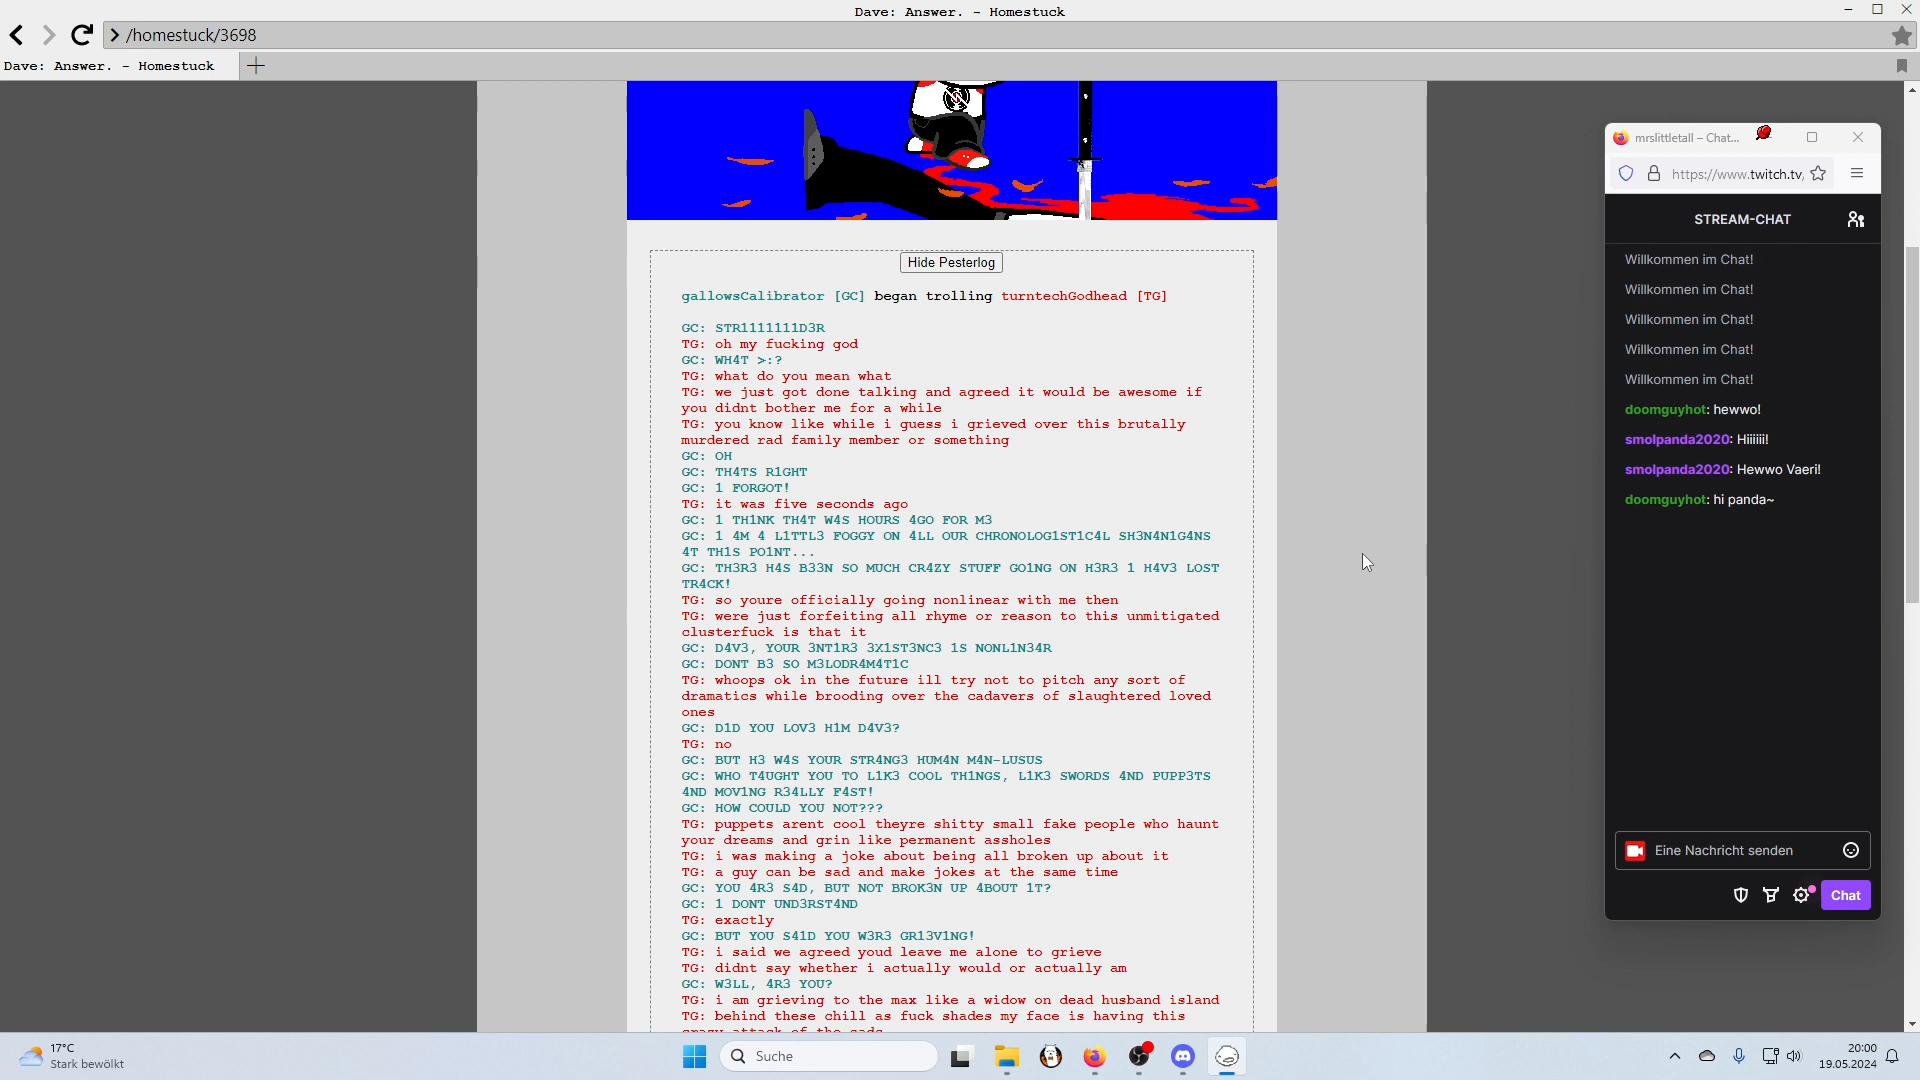 Dave: Answer. - Homestuck
/homestuck/3698
Dave: Answer. - Homestuck
Hide Pesterlog
gallowsCalibrator [GC] began trolling turntechGodhead [TG]
GC: STR1111111D3R
TG: oh my fucking god
GC: WH4T >:?
TG: what do you mean what
TG: we just got done talking and agreed it would be awesome if
you didnt bother me for a while
TG: you know like while i guess i grieved over this brutally
murdered rad family member or something
GC: OH
GC: TH4TS R1GHT
GC: 1 FORGOT!
TG: it was five seconds ago
GC: 1 TH1NK TH4T W4S HOURS 4GO FOR M3
GC: 1 4M 4 L1TTL3 FOGGY ON 4LL OUR CHRONOLOG1ST1C4L SH3N4N1G4NS
4T TH1S PO1NT...
GC: TH3R3 H4S B33N SO MUCH CR4ZY STUFF GO1NG ON H3R3 1 H4V3 LOST
TR4CK!
TG: so youre officially going nonlinear with me then
TG: were just forfeiting all rhyme or reason to this unmitigated
clusterfuck is that it
GC: D4V3, YOUR 3NT1R3 3X1ST3NC3 1S NONL1N34R
GC: DONT B3 SO M3LODR4M4T1C
TG: whoops ok in the future ill try not to pitch any sort of
dramatics while brooding over the cadavers of slaughtered loved
ones
GC: D1D YOU LOV3 H1M D4V3?
TG: no
GC: BUT H3 W4S YOUR STR4NG3 HUM4N M4N-LUSUS
GC: WHO T4UGHT YOU TO L1K3 COOL TH1NGS, L1K3 SWORDS 4ND PUPP3TS
4ND MOV1NG R34LLY F4ST!
GC: HOW COULD YOU NOT???
TG: puppets arent cool theyre shitty small fake people who haunt
your dreams and grin like permanent assholes
TG: i was making a joke about being all broken up about it
TG: a guy can be sad and make jokes at the same time
GC: YOU 4R3 S4D, BUT NOT BROK3N UP 4BOUT 1T?
GC: 1 DONT UND3RST4ND
TG: exactly
GC: BUT YOU S41D YOU W3R3 GR13V1NG!
TG: i said we agreed youd leave me alone to grieve
TG: didnt say whether i actually would or actually am
GC: W3LL, 4R3 YOU?
TG: i am grieving to the max like a widow on dead husband island
TG: behind these chill as fuck shades my face is having this
crazy attack of the sads
mrslittletall – Chat...
https://www.twitch.tv/
STREAM-CHAT
Willkommen im Chat!
Willkommen im Chat!
Willkommen im Chat!
Willkommen im Chat!
Willkommen im Chat!
doomguyhot: hewwo!
smolpanda2020: Hiiiiii!
smolpanda2020: Hewwo Vaeri!
doomguyhot: hi panda~
Eine Nachricht senden
Chat
17°C
Stark bewölkt
Suche
20:00
19.05.2024